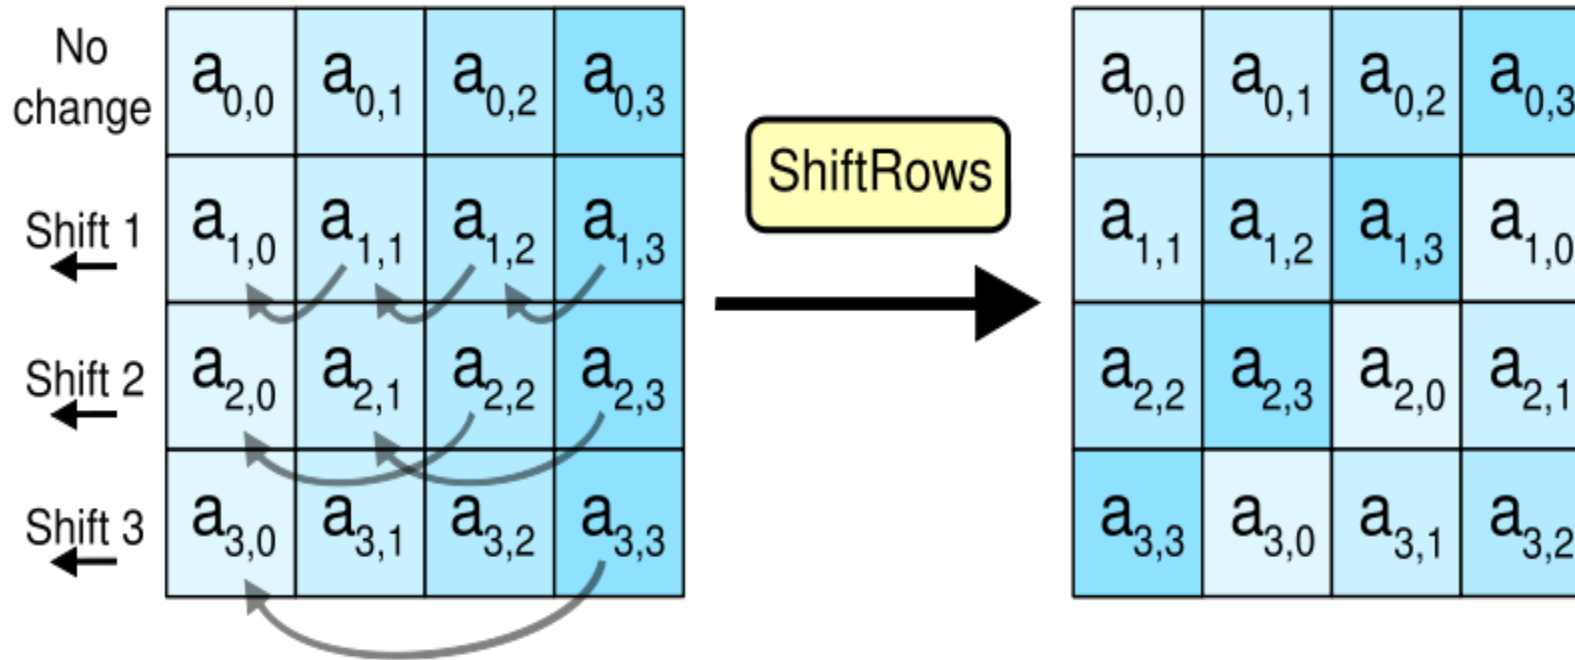 No
change
a0,0 a0,1 a0,2 a0,3
Shift 1
a1,0 a1,1 a1,2 a1,3
Shift 2
a2,0 a2,1 a2,2 a2,3
Shift 3
a3,0 a3,1 a3,2 a3,3
ShiftRows
a0,0 a0,1 a0,2 a0,3
a1,1 a1,2 a1,3 a1,0
a2,2 a2,3 a2,0 a2,1
a3,3 a3,0 a3,1 a3,2